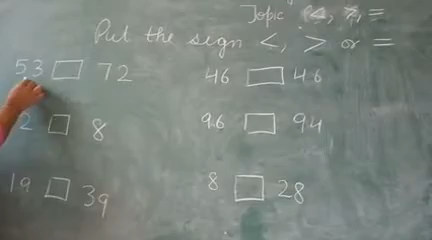 Topic <, >, =
Put the sign <, > or =
53 □ 72 46 □ 46
2 □ 8 96 □ 94
19 □ 39 8 □ 28